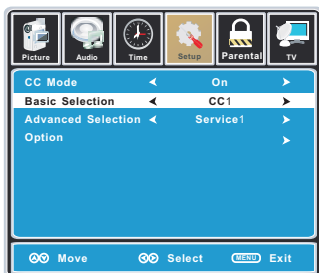 Picture Audio Time Setup Parental TV
CC Mode On
Basic Selection CC1
Advanced Selection Service1
Option
Move Select MENU Exit